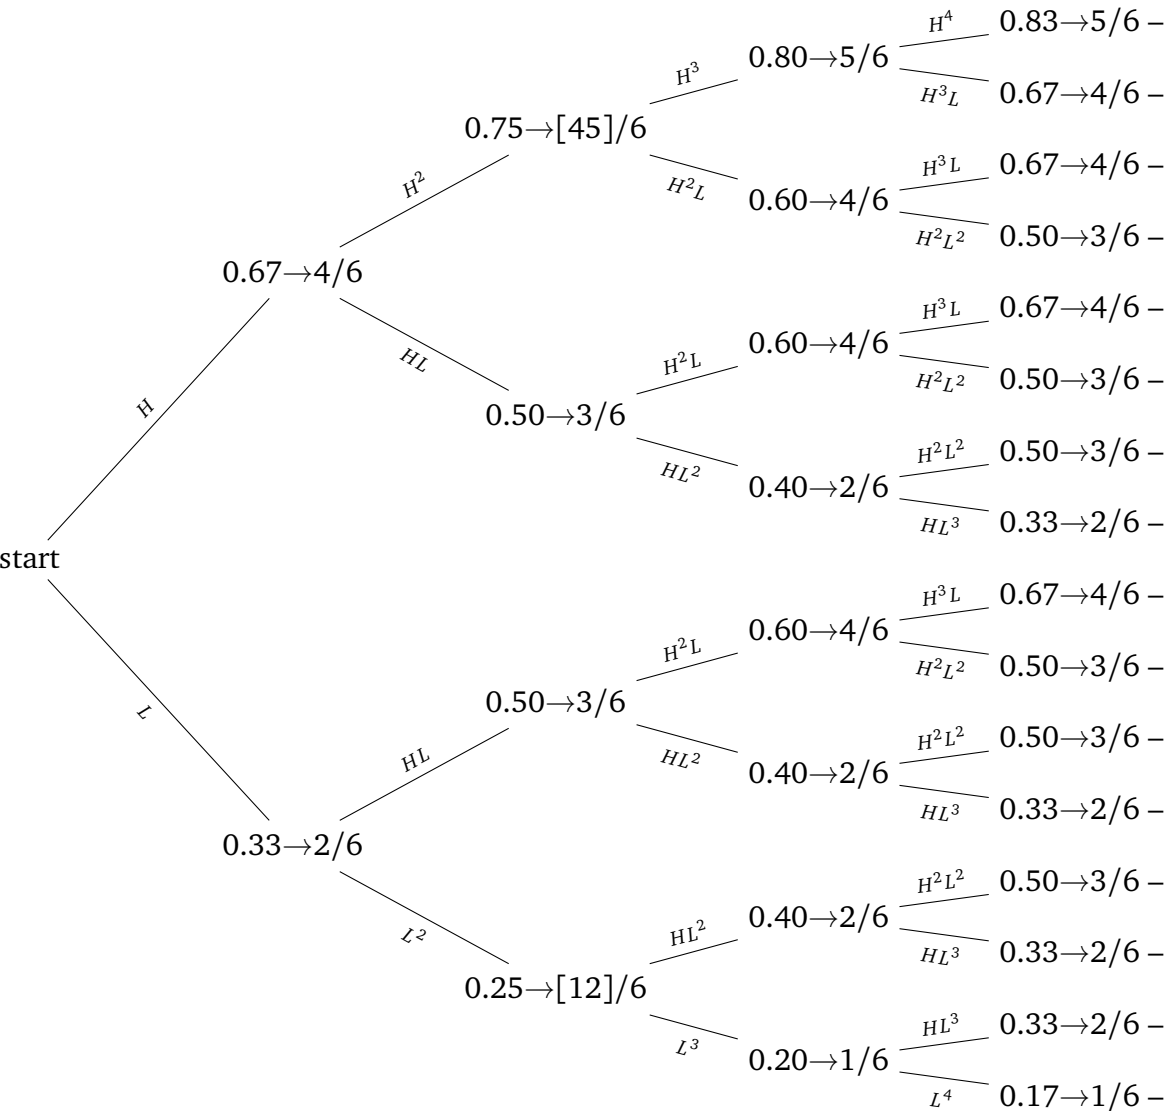 H⁴
0.83→5/6 –
0.80→5/6
H³
H³L
0.67→4/6 –
0.75→[45]/6
H³L
0.67→4/6 –
H²
H²L
0.60→4/6
H²L²
0.50→3/6 –
0.67→4/6
H³L
0.67→4/6 –
0.60→4/6
HL
H²L
H²L²
0.50→3/6 –
0.50→3/6
H
H²L²
0.50→3/6 –
HL²
0.40→2/6
HL³
0.33→2/6 –
start
H³L
0.67→4/6 –
0.60→4/6
H²L
H²L²
0.50→3/6 –
L
0.50→3/6
H²L²
0.50→3/6 –
HL
HL²
0.40→2/6
HL³
0.33→2/6 –
0.33→2/6
H²L²
0.50→3/6 –
0.40→2/6
L²
HL²
HL³
0.33→2/6 –
0.25→[12]/6
HL³
0.33→2/6 –
L³
0.20→1/6
L⁴
0.17→1/6 –